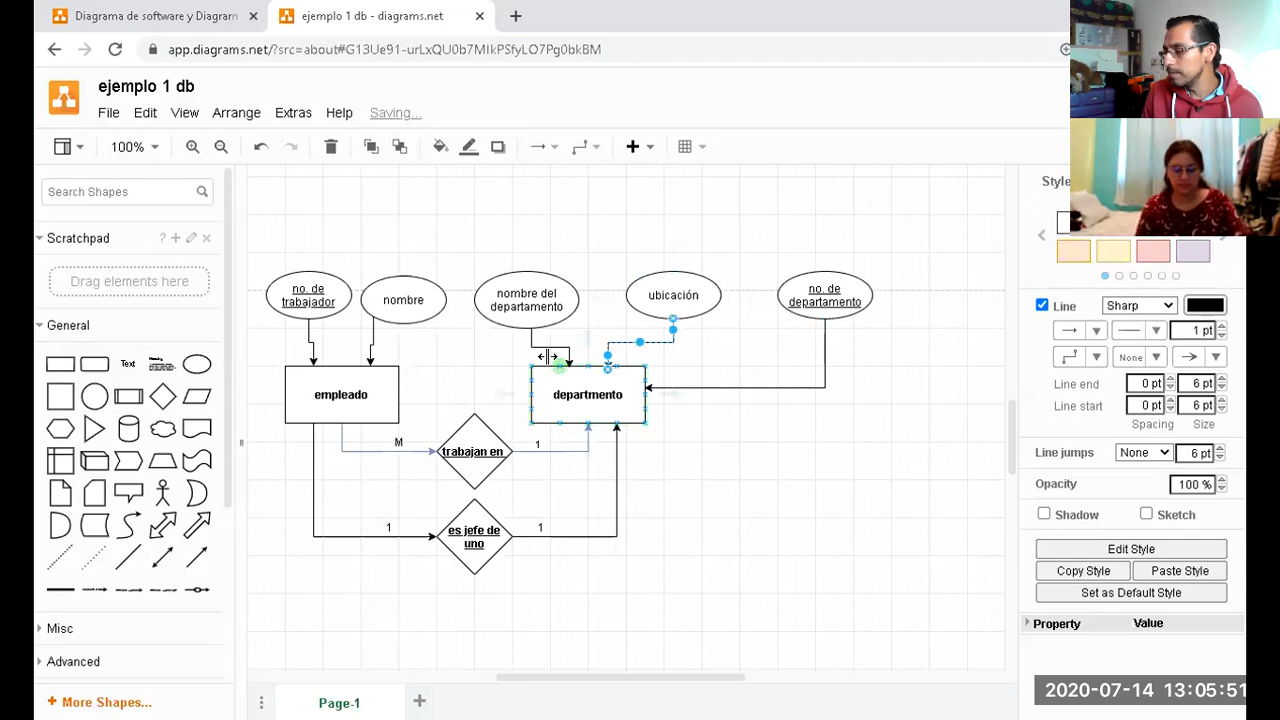 Diagrama de software y Diagram
ejemplo 1 db - diagrams.net
app.diagrams.net/?src=about#G13Ue91-urLxQU0b7MIkPSfyLO7Pg0bkBM
ejemplo 1 db
File Edit View Arrange Extras Help Saving...
100%
Search Shapes
Scratchpad
Drag elements here
General
Text
Misc
Advanced
+ More Shapes...
no. de
trabajador
nombre
nombre del
departmento
ubicación
no. de
departamento
empleado
departmento
M
trabajan en
1
1
es jefe de
uno
1
Page-1
Style
Line
Sharp
1 pt
None
Line end
0 pt
6 pt
Line start
0 pt
6 pt
Spacing
Size
Line jumps
None
6 pt
Opacity
100 %
Shadow
Sketch
Edit Style
Copy Style
Paste Style
Set as Default Style
Property
Value
2020-07-14 13:05:51